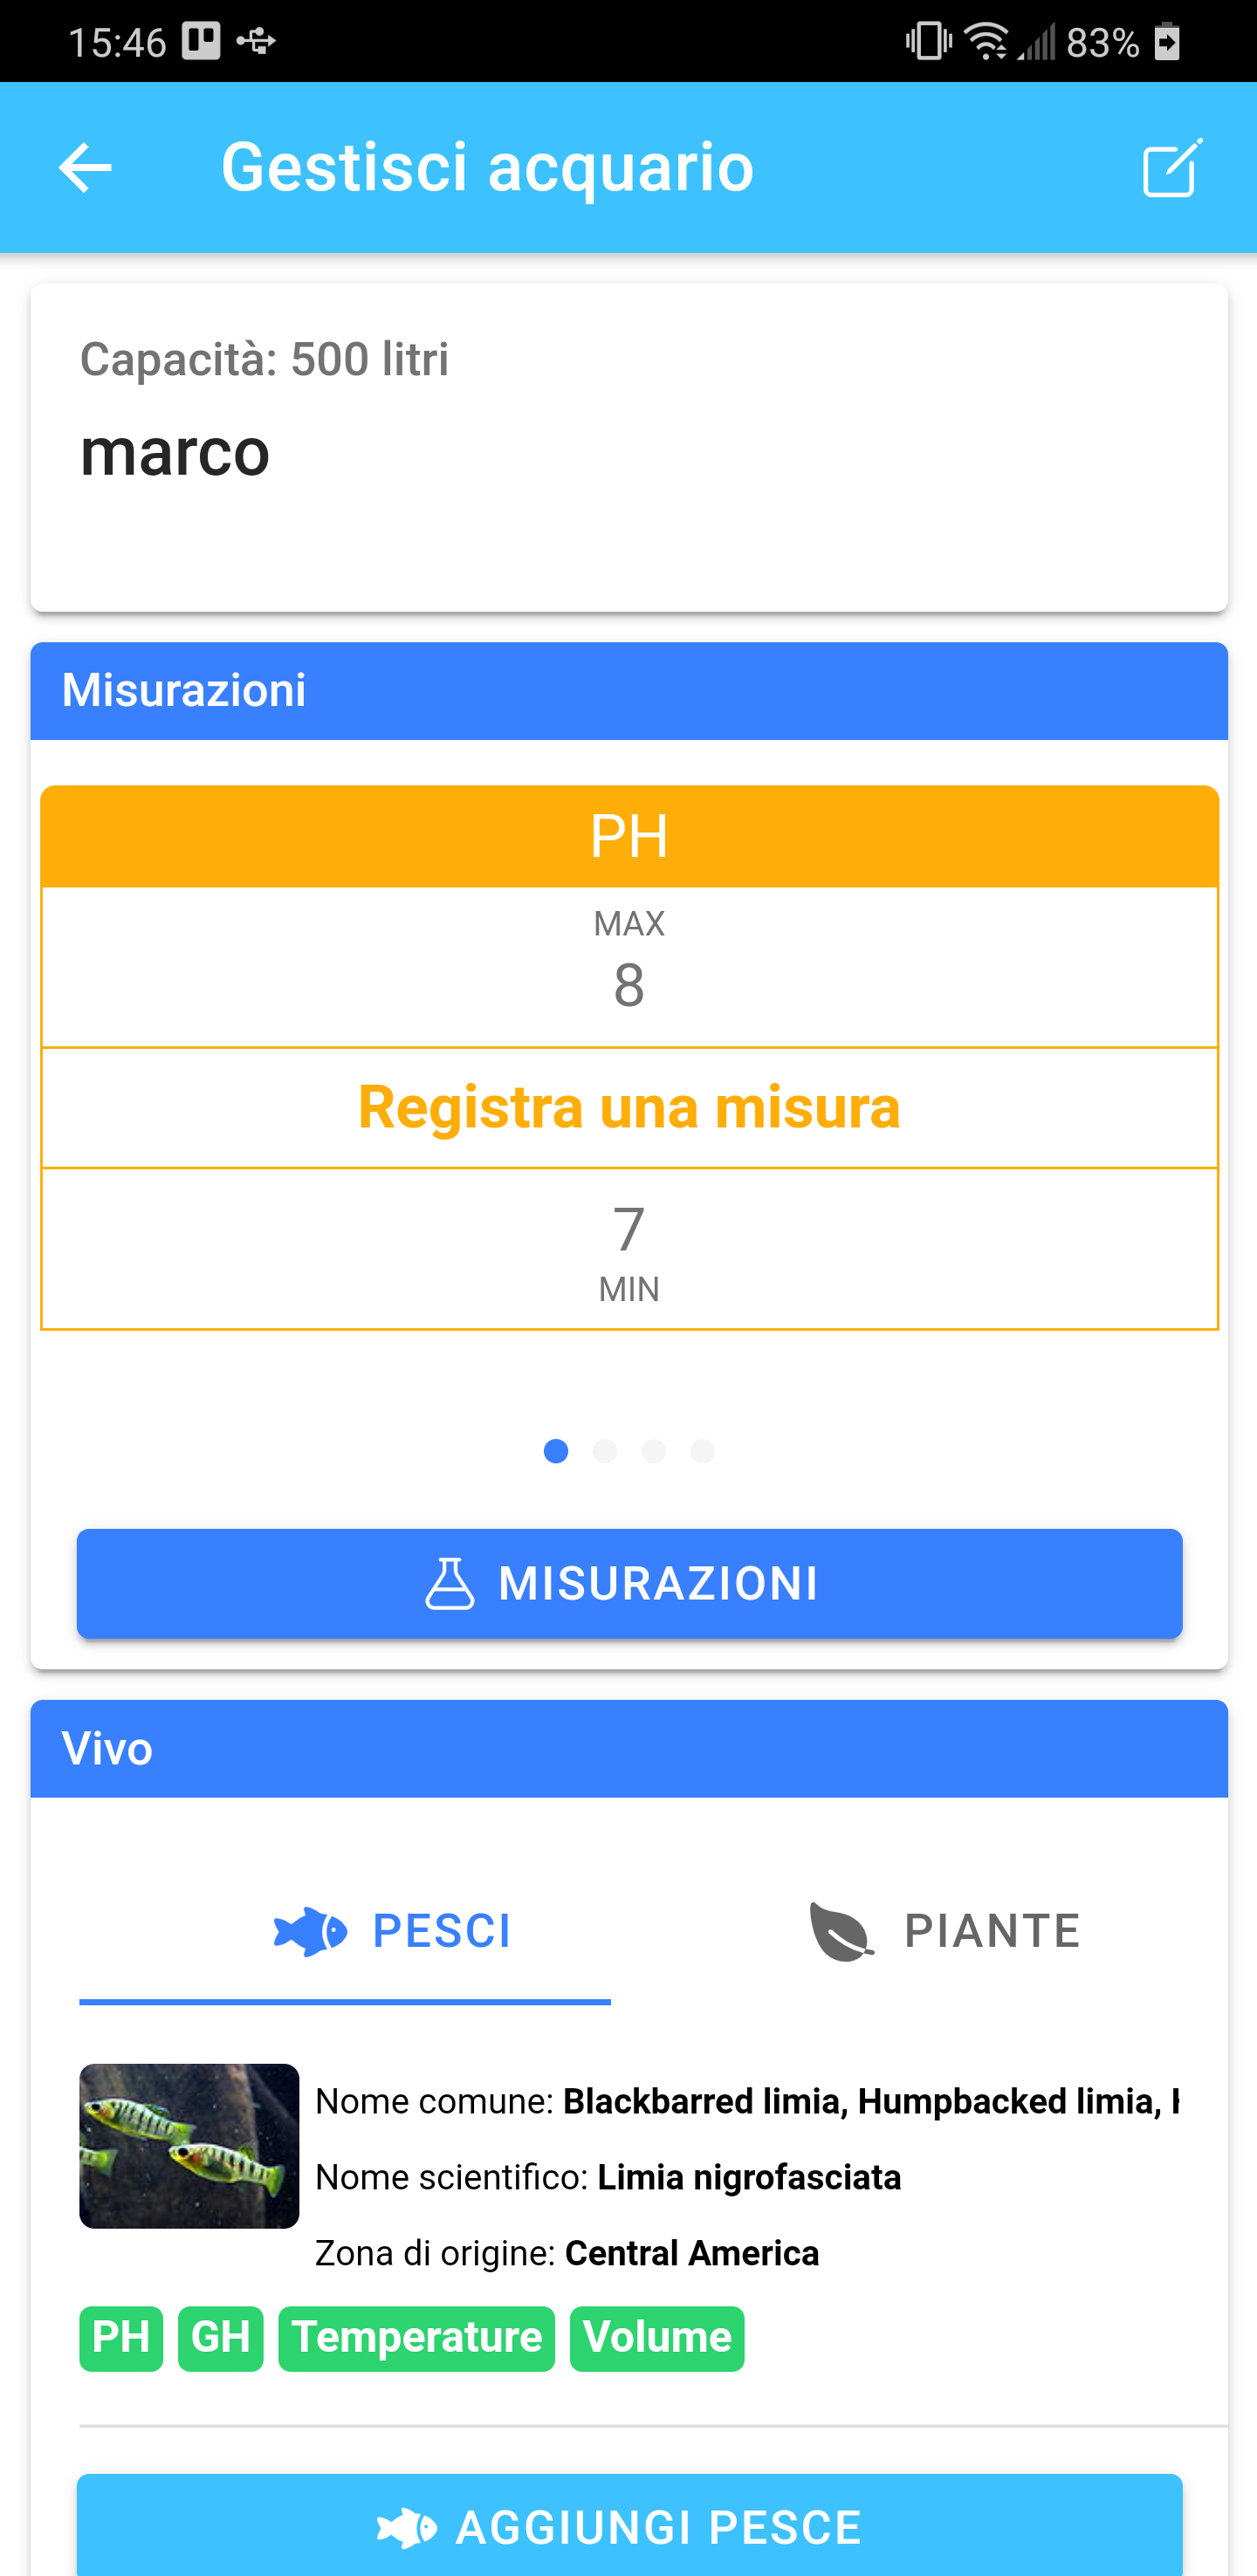 15:46 83%
Gestisci acquario
Capacità: 500 litri
marco
Misurazioni
PH
MAX
8
Registra una misura
7
MIN
MISURAZIONI
Vivo
PESCI PIANTE
Nome comune: Blackbarred limia, Humpbacked limia,
Nome scientifico: Limia nigrofasciata
Zona di origine: Central America
PH GH Temperature Volume
AGGIUNGI PESCE